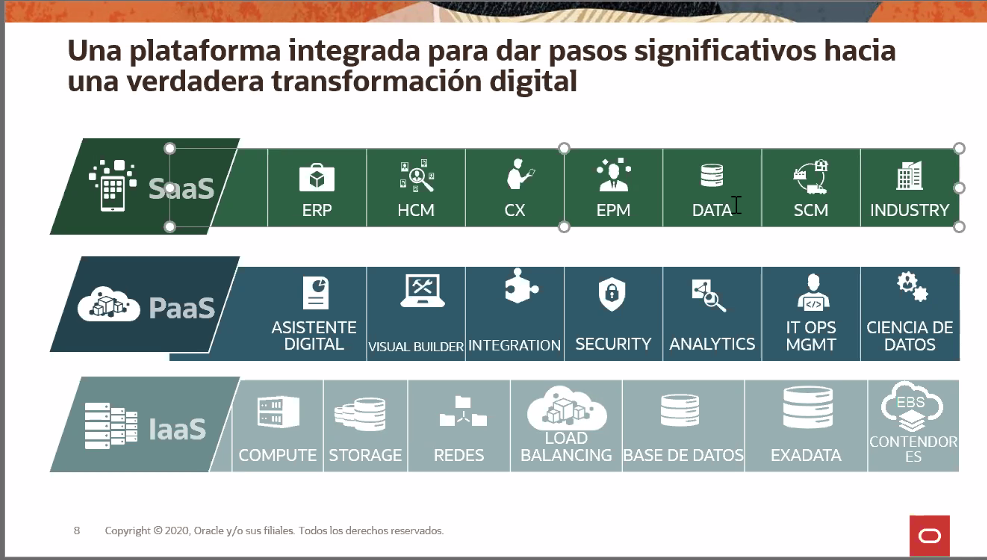 Una plataforma integrada para dar pasos significativos hacia
una verdadera transformación digital
SaaS
ERP
HCM
CX
EPM
DATA
SCM
INDUSTRY
PaaS
ASISTENTE
DIGITAL
VISUAL BUILDER
INTEGRATION
SECURITY
ANALYTICS
IT OPS
MGMT
CIENCIA DE
DATOS
IaaS
COMPUTE
STORAGE
REDES
LOAD
BALANCING
BASE DE DATOS
EXADATA
EBS
CONTENDOR
ES
8
Copyright © 2020, Oracle y/o sus filiales. Todos los derechos reservados.